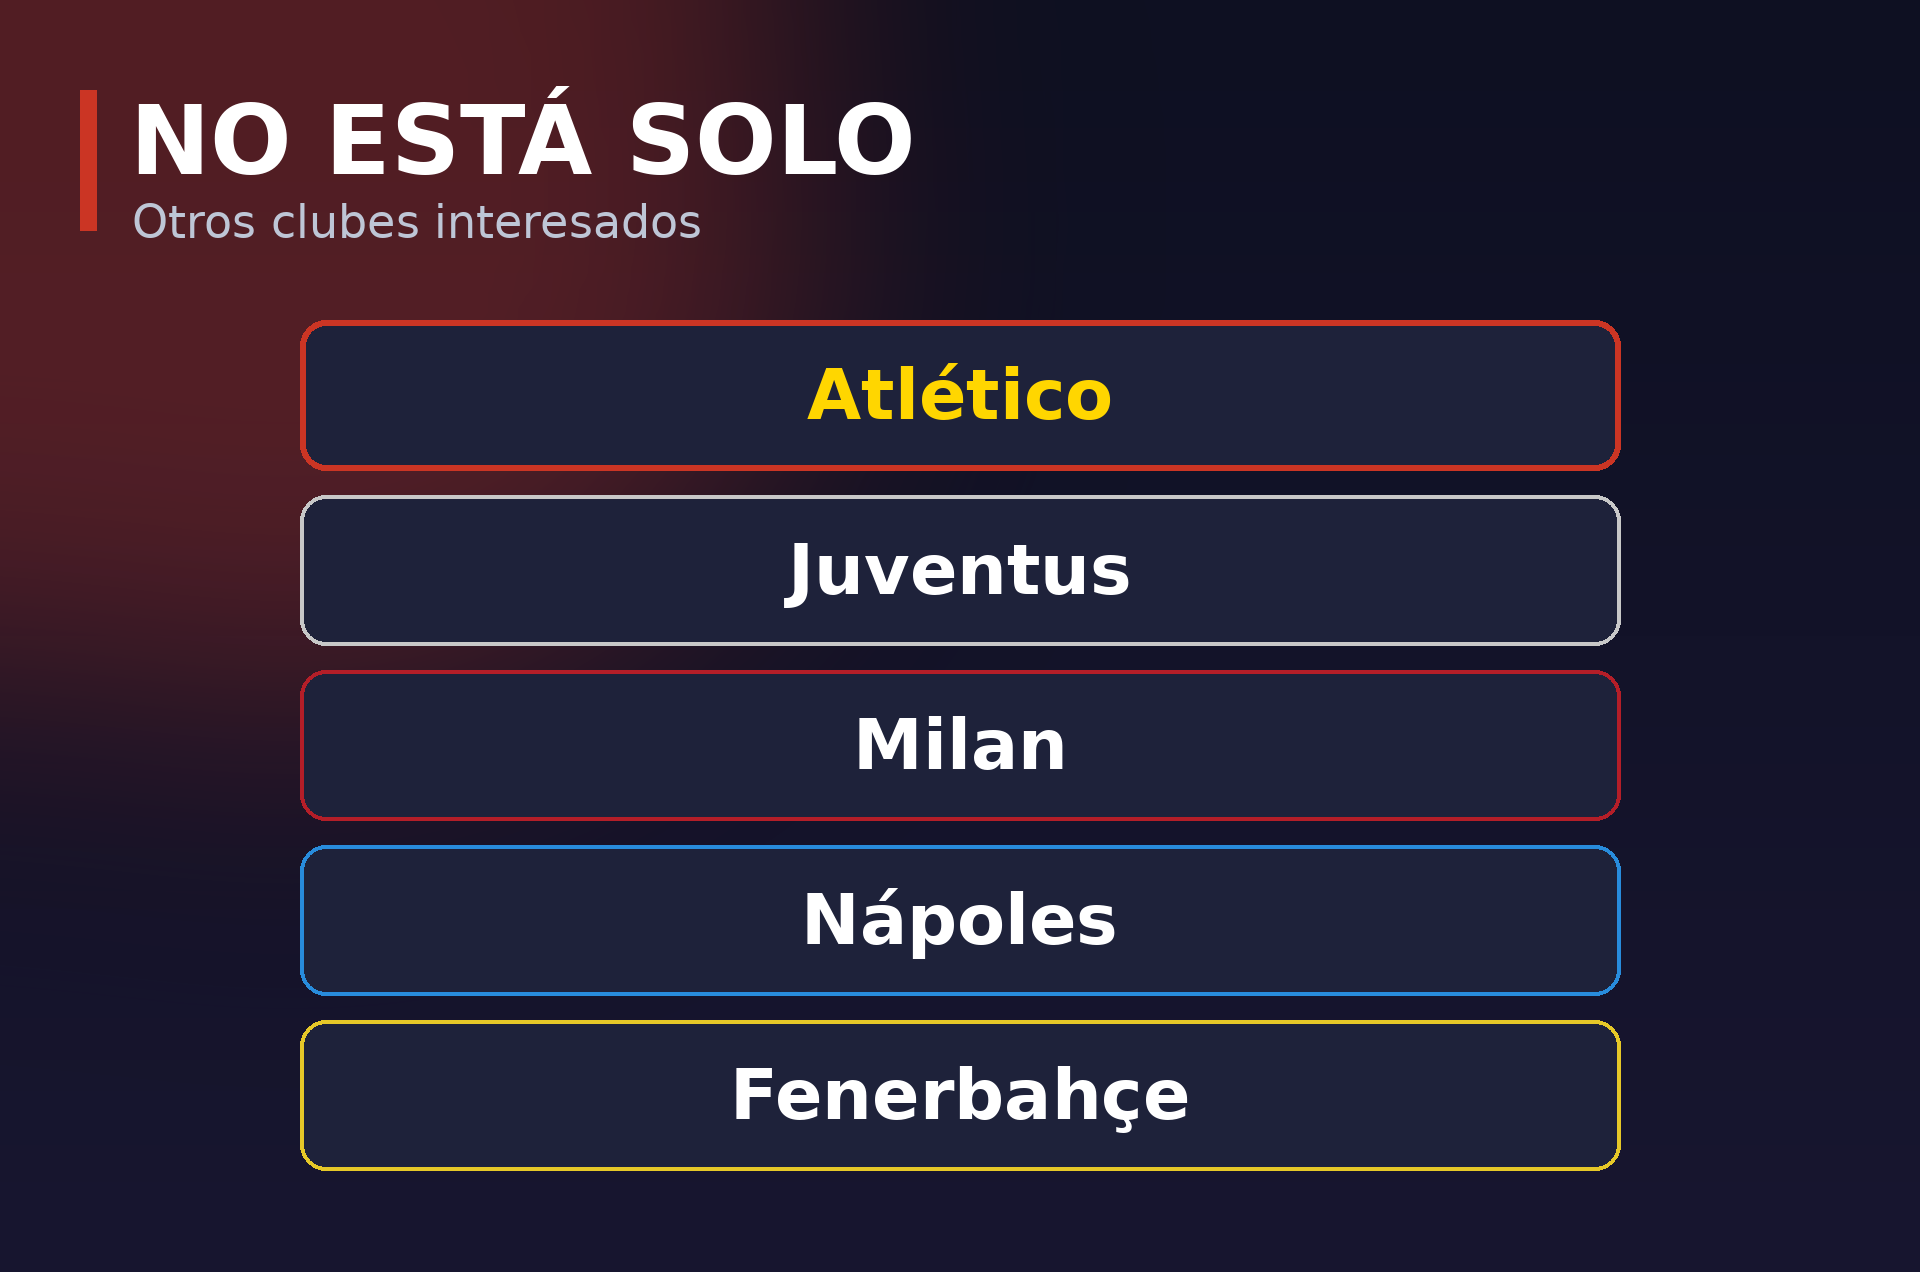 NO ESTÁ SOLO
Otros clubes interesados
Atlético
Juventus
Milan
Nápoles
Fenerbahçe